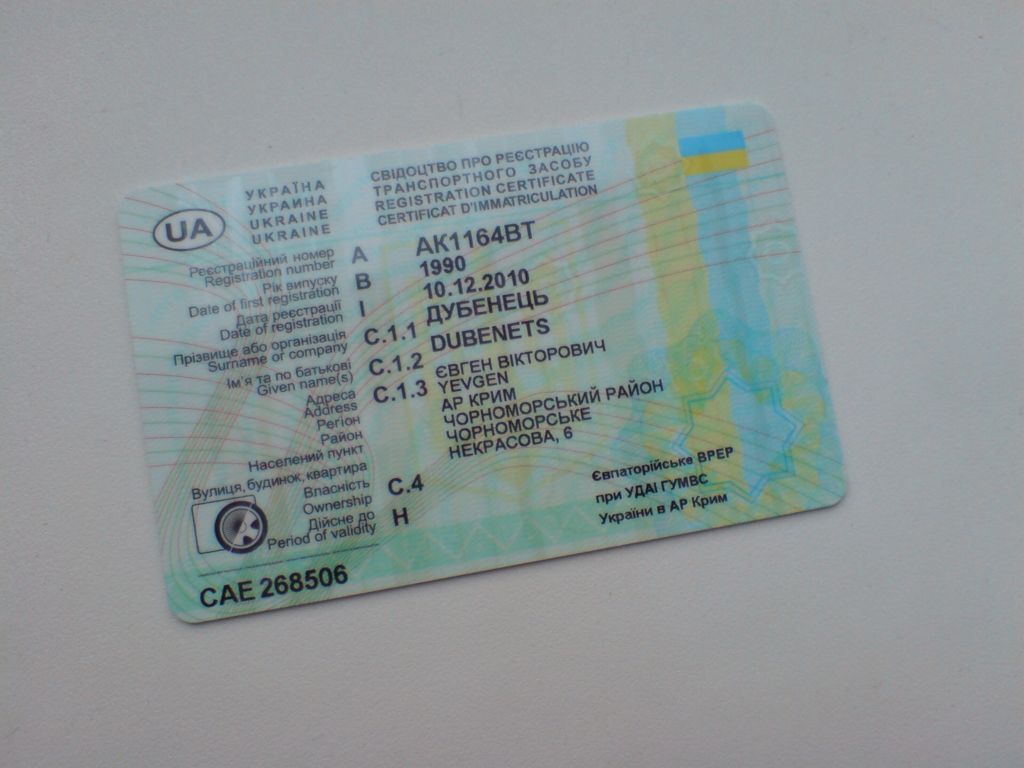 UA
УКРАЇНА
УКРАИНА
UKRAINE
UKRAINE
СВІДОЦТВО ПРО РЕЄСТРАЦІЮ
ТРАНСПОРТНОГО ЗАСОБУ
REGISTRATION CERTIFICATE
CERTIFICAT D'IMMATRICULATION
Реєстраційний номер
Registration number
A
АК1164ВТ
Рік випуску
Date of first registration
B
1990
Дата реєстрації
Date of registration
I
10.12.2010
Прізвище або організація
Surname or company
C.1.1
ДУБЕНЕЦЬ
DUBENETS
Ім'я та по батькові
Given name(s)
C.1.2
ЄВГЕН ВІКТОРОВИЧ
YEVGEN
Адреса
Address
C.1.3
Регіон
АР КРИМ
Район
ЧОРНОМОРСЬКИЙ РАЙОН
Населений пункт
ЧОРНОМОРСЬКЕ
Вулиця, будинок, квартира
НЕКРАСОВА, 6
Власність
Ownership
C.4
Дійсне до
Period of validity
H
Євпаторійське ВРЕР
при УДАІ ГУМВС
України в АР Крим
САЕ 268506